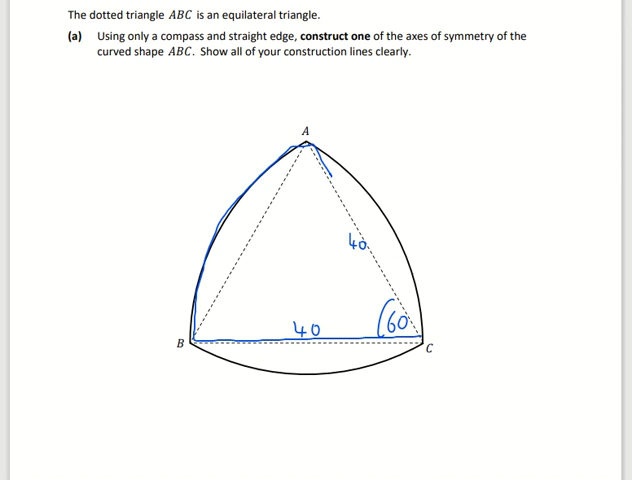 The dotted triangle ABC is an equilateral triangle.
(a) Using only a compass and straight edge, construct one of the axes of symmetry of the
curved shape ABC. Show all of your construction lines clearly.
A
40
40
60
B
C